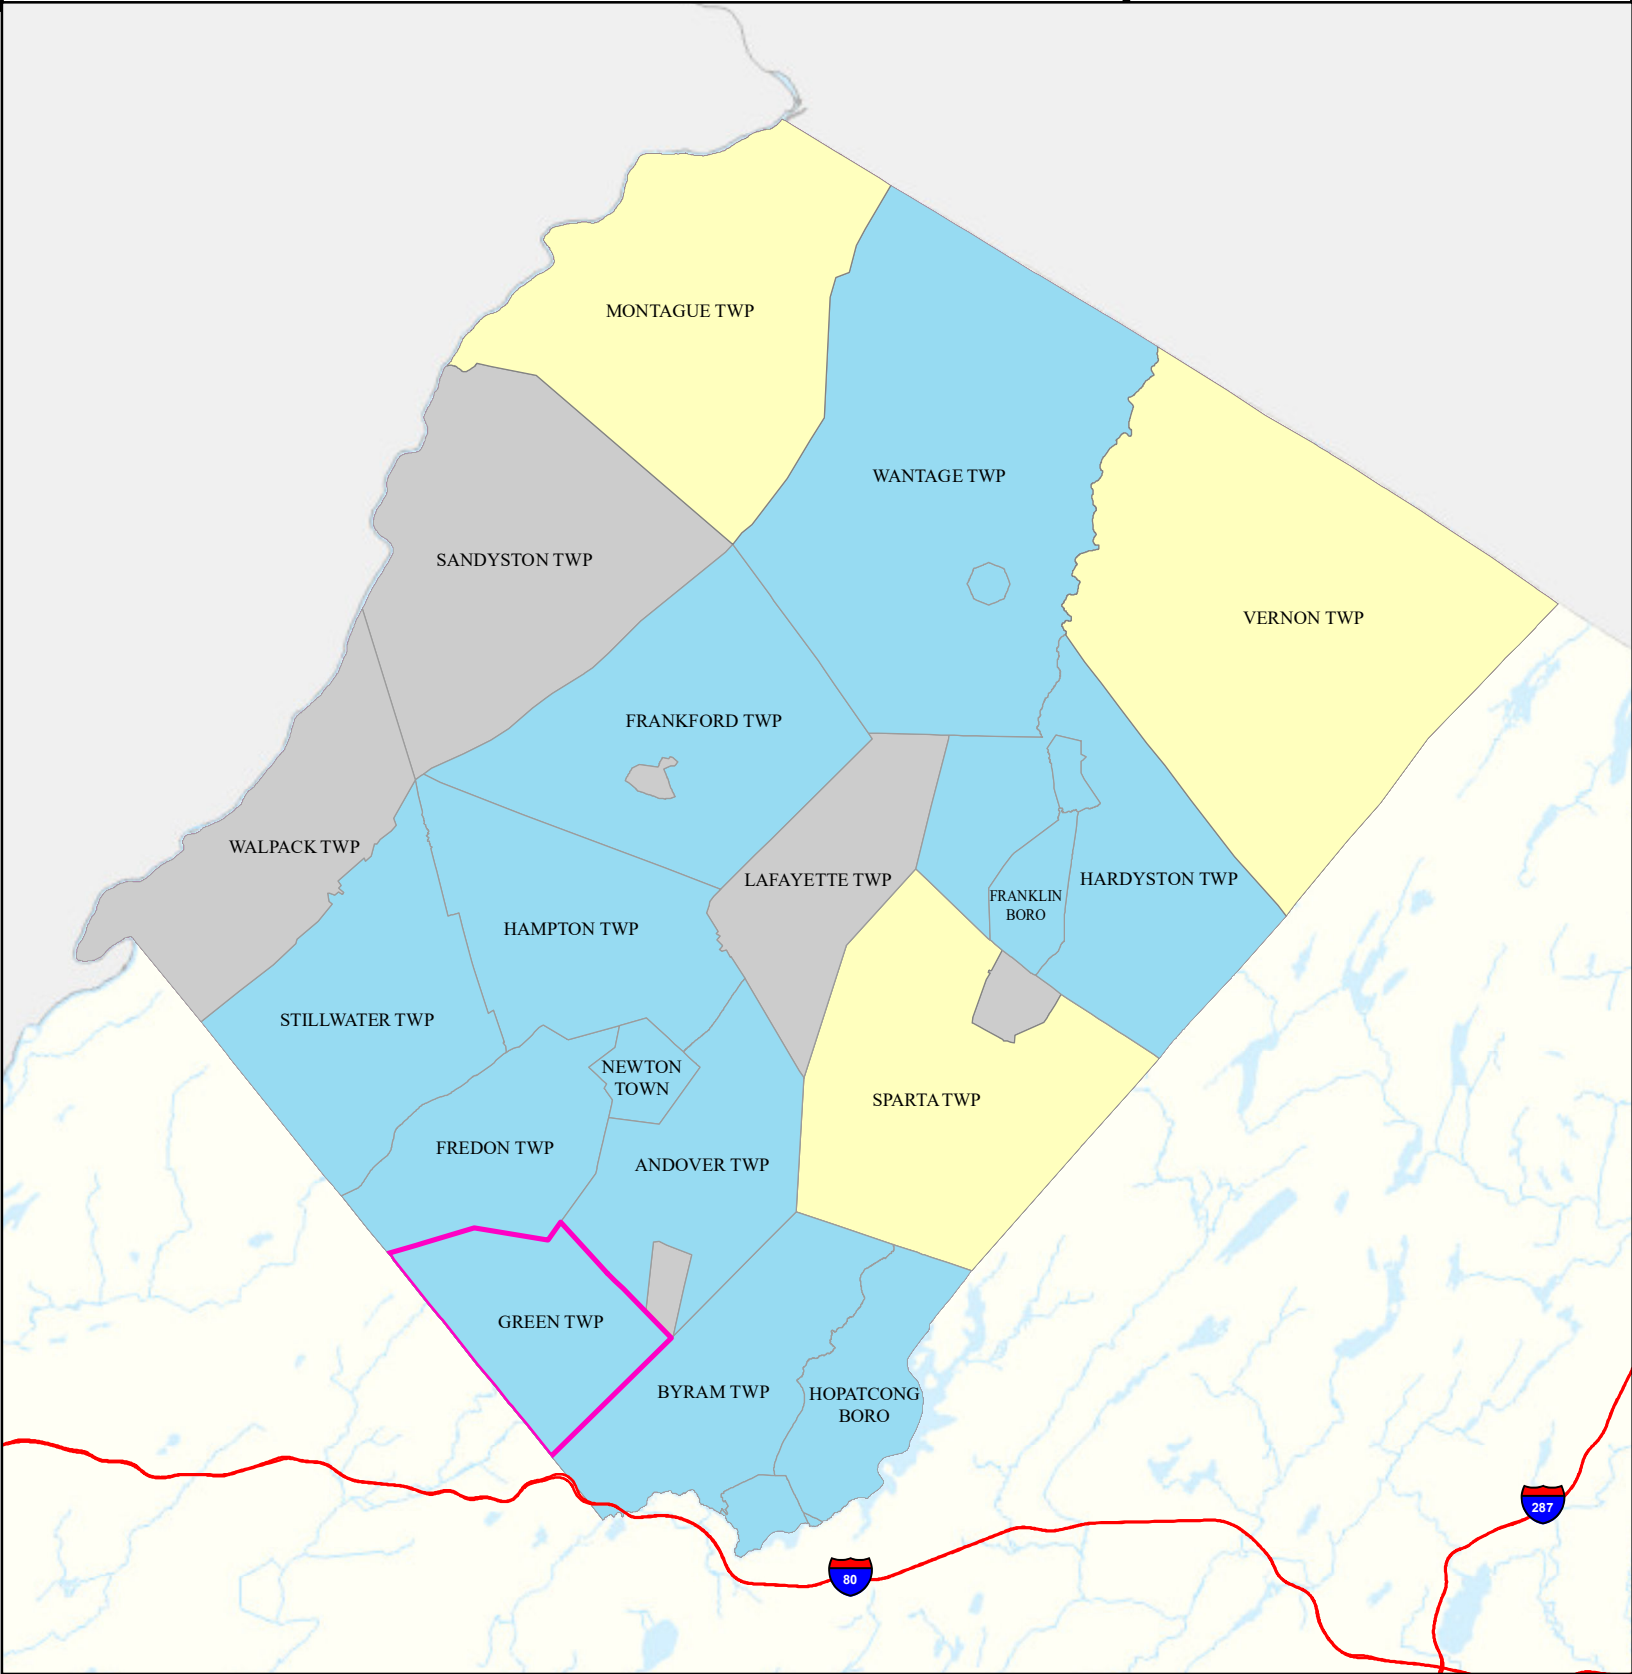 MONTAGUE TWP
WANTAGE TWP
SANDYSTON TWP
VERNON TWP
FRANKFORD TWP
WALPACK TWP
LAFAYETTE TWP
HARDYSTON TWP
FRANKLIN
BORO
HAMPTON TWP
STILLWATER TWP
NEWTON
TOWN
SPARTA TWP
FREDON TWP
ANDOVER TWP
GREEN TWP
BYRAM TWP
HOPATCONG
BORO
287
80